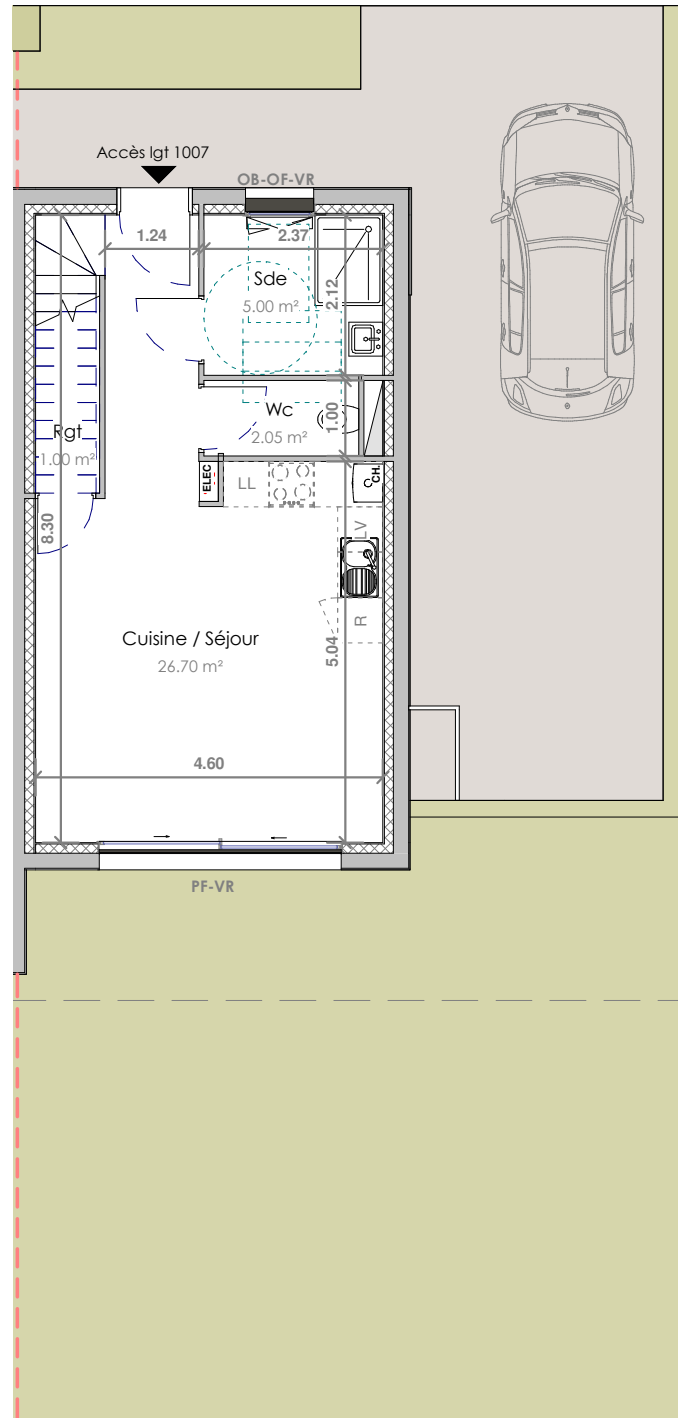 Accès lgt 1007
OB-OF-VR
1.24
2.37
Sde
5.00 m²
2.12
Wc
2.05 m²
1.00
Rgt
1.00 m²
ELEC
LL
CH.
LV
8.30
R
Cuisine / Séjour
26.70 m²
5.04
4.60
PF-VR